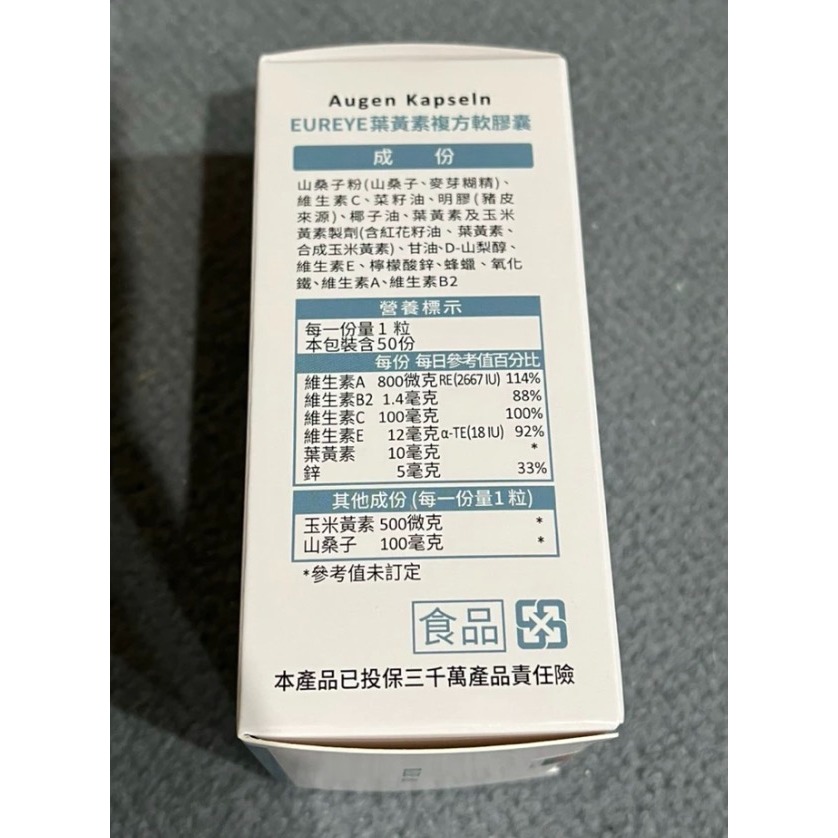 Augen Kapseln
EUREYE葉黃素複方軟膠囊
成 份
山桑子粉(山桑子、麥芽糊精)、
維生素C、菜籽油、明膠(豬皮
來源)、椰子油、葉黃素及玉米
黃素製劑(含紅花籽油、葉黃素、
合成玉米黃素)、甘油、D-山梨醇、
維生素E、檸檬酸鋅、蜂蠟、氧化
鐵、維生素A、維生素B2
營養標示
每一份量1 粒
本包裝含50份
每份 每日參考值百分比
維生素A 800微克RE(2667 IU) 114%
維生素B2 1.4毫克 88%
維生素C 100毫克 100%
維生素E 12毫克α-TE(18 IU) 92%
葉黃素 10毫克 *
鋅 5毫克 33%
其他成份 (每一份量1 粒)
玉米黃素 500微克 *
山桑子 100毫克 *
*參考值未訂定
食品
本產品已投保三千萬產品責任險